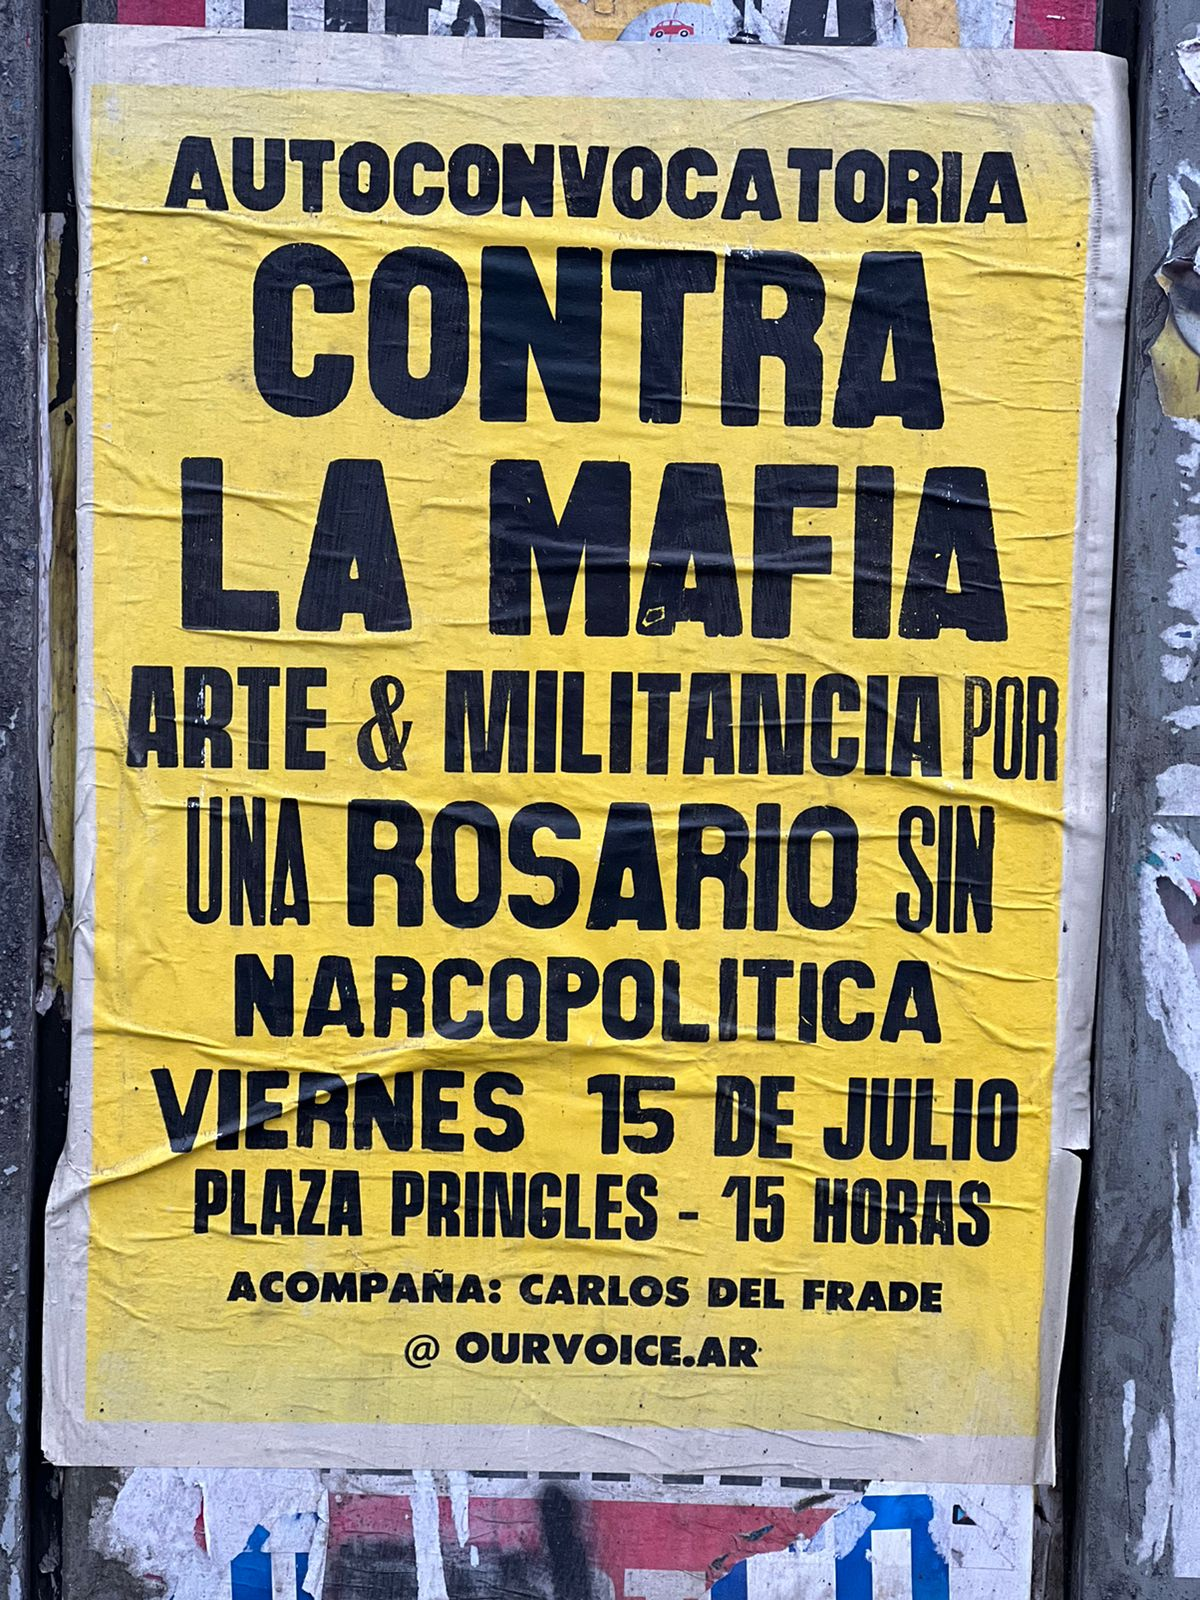 AUTOCONVOCATORIA
CONTRA
LA MAFIA
ARTE & MILITANCIA POR
UNA ROSARIO SIN
NARCOPOLITICA
VIERNES 15 DE JULIO
PLAZA PRINGLES - 15 HORAS
ACOMPAÑA: CARLOS DEL FRADE
@ OURVOICE.AR